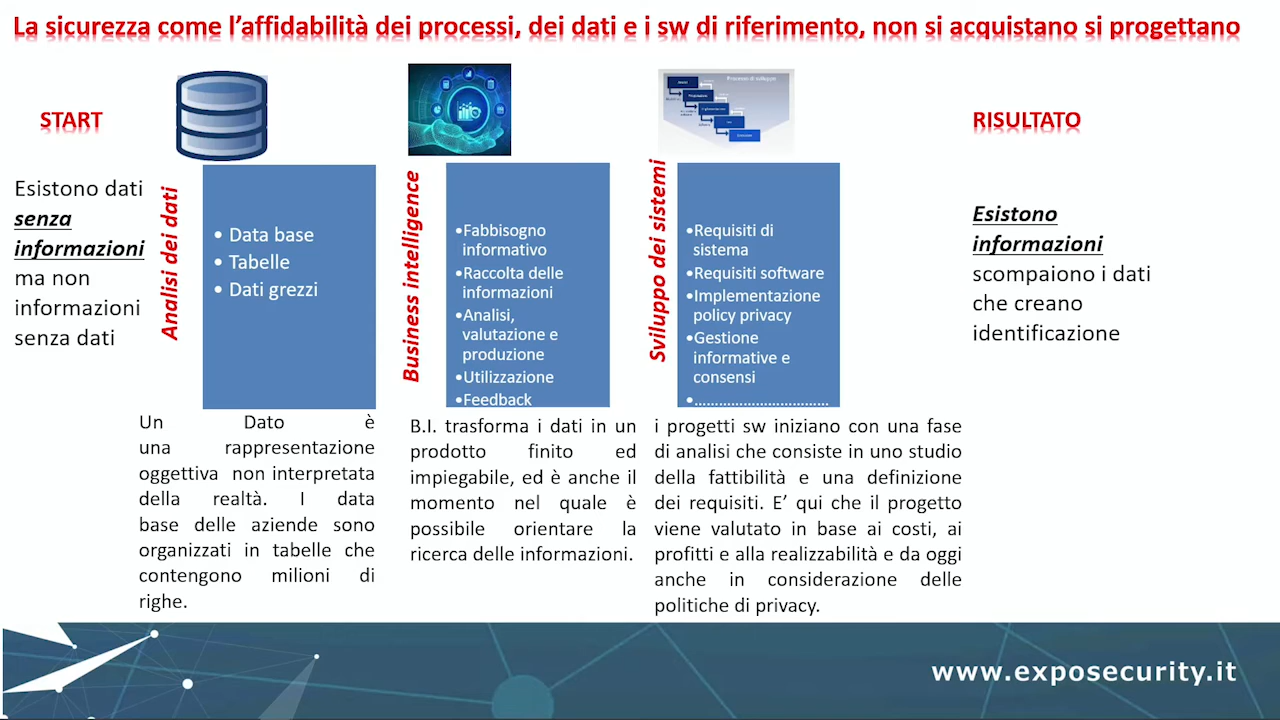 La sicurezza come l’affidabilità dei processi, dei dati e i sw di riferimento, non si acquistano si progettano
START
Esistono dati
senza
informazioni
ma non
informazioni
senza dati
Analisi dei dati
• Data base
• Tabelle
• Dati grezzi
Un Dato è
una rappresentazione
oggettiva non interpretata
della realtà. I data
base delle aziende sono
organizzati in tabelle che
contengono milioni di
righe.
Business intelligence
•Fabbisogno
informativo
•Raccolta delle
informazioni
•Analisi,
valutazione e
produzione
•Utilizzazione
•Feedback
B.I. trasforma i dati in un
prodotto finito ed
impiegabile, ed è anche il
momento nel quale è
possibile orientare la
ricerca delle informazioni.
Processo di sviluppo
Sviluppo dei sistemi
•Requisiti di
sistema
•Requisiti software
•Implementazione
policy privacy
•Gestione
informative e
consensi
•................................
i progetti sw iniziano con una fase
di analisi che consiste in uno studio
della fattibilità e una definizione
dei requisiti. E’ qui che il progetto
viene valutato in base ai costi, ai
profitti e alla realizzabilità e da oggi
anche in considerazione delle
politiche di privacy.
RISULTATO
Esistono
informazioni
scompaiono i dati
che creano
identificazione
www.exposecurity.it